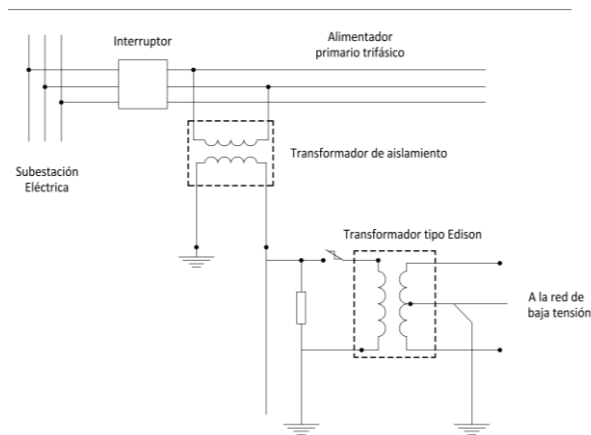 Interruptor
Alimentador
primario trifásico
Transformador de aislamiento
Subestación
Eléctrica
Transformador tipo Edison
A la red de
baja tensión